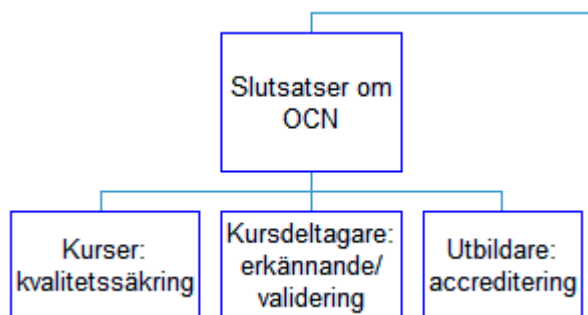 Slutsatser om
OCN
Kurser:
kvalitetssäkring
Kursdeltagare:
erkännande/
validering
Utbildare:
accreditering